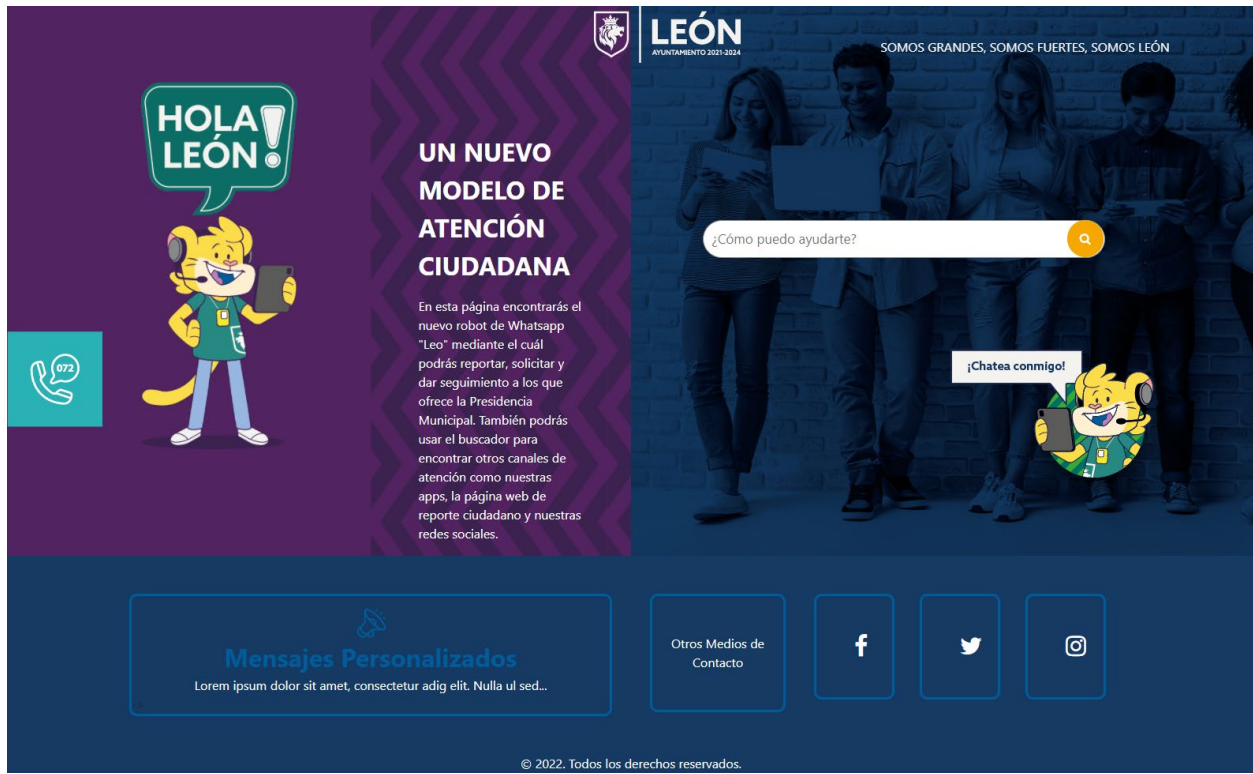 LEÓN
AYUNTAMIENTO 2021-2024
SOMOS GRANDES, SOMOS FUERTES, SOMOS LEÓN
HOLA
LEÓN!
UN NUEVO
MODELO DE
ATENCIÓN
CIUDADANA
En esta página encontrarás el
nuevo robot de Whatsapp
"Leo" mediante el cuál
podrás reportar, solicitar y
dar seguimiento a los que
ofrece la Presidencia
Municipal. También podrás
usar el buscador para
encontrar otros canales de
atención como nuestras
apps, la página web de
reporte ciudadano y nuestras
redes sociales.
072
¿Cómo puedo ayudarte?
¡Chatea conmigo!
Mensajes Personalizados
Lorem ipsum dolor sit amet, consectetur adig elit. Nulla ul sed...
Otros Medios de
Contacto
© 2022. Todos los derechos reservados.